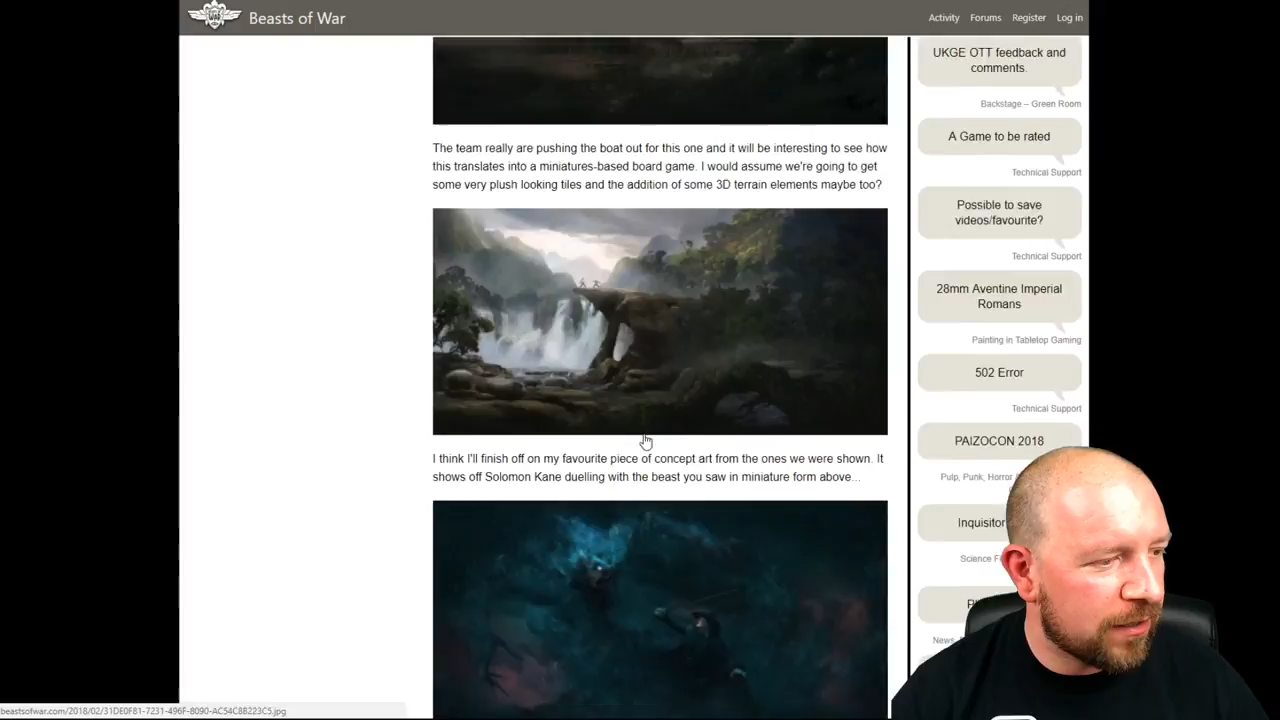 Beasts of War
Activity Forums Register Log in
UKGE OTT feedback and
comments.
Backstage – Green Room
A Game to be rated
Technical Support
Possible to save
videos/favourite?
Technical Support
28mm Aventine Imperial
Romans
Painting in Tabletop Gaming
502 Error
Technical Support
PAIZOCON 2018
Pulp, Punk, Horror
Inquisitor
Science
News,
The team really are pushing the boat out for this one and it will be interesting to see how
this translates into a miniatures-based board game. I would assume we're going to get
some very plush looking tiles and the addition of some 3D terrain elements maybe too?
I think I'll finish off on my favourite piece of concept art from the ones we were shown. It
shows off Solomon Kane duelling with the beast you saw in miniature form above...
beastsofwar.com/2018/02/31DE0F81-7231-496F-8090-AC54C8B223C5.jpg